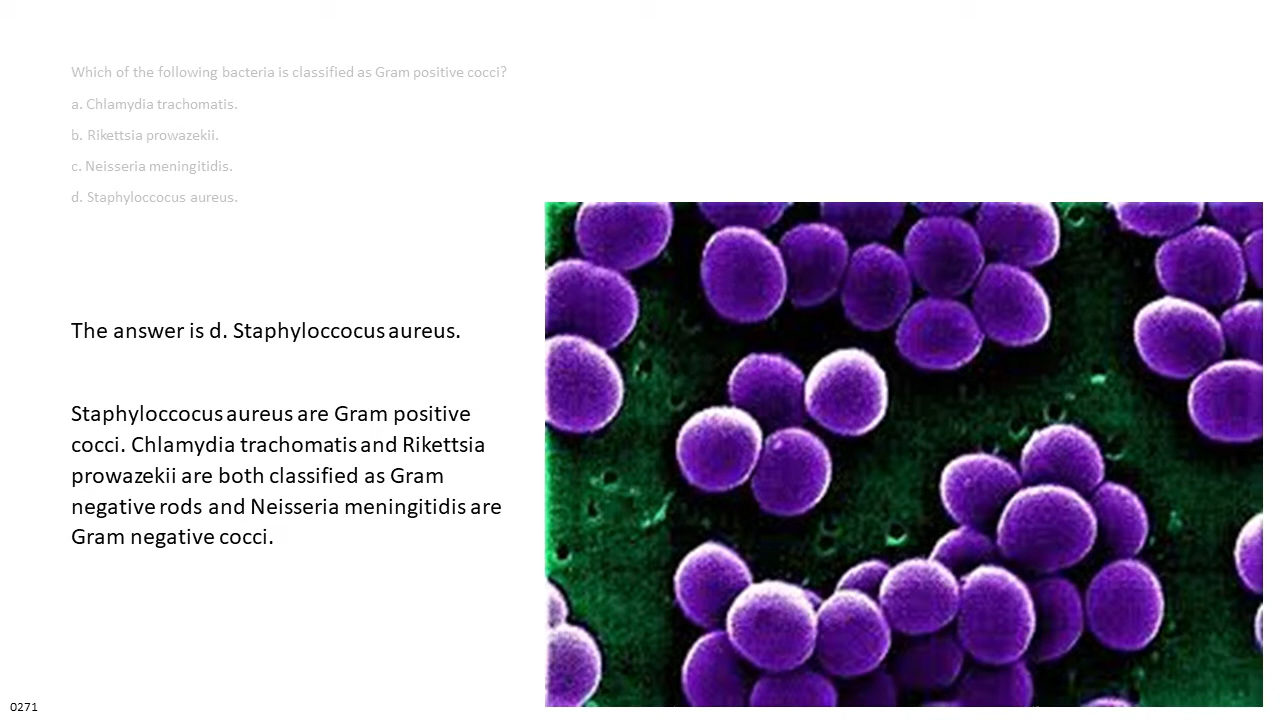 Which of the following bacteria is classified as Gram positive cocci?
a. Chlamydia trachomatis.
b. Rikettsia prowazekii.
c. Neisseria meningitidis.
d. Staphyloccocus aureus.
The answer is d. Staphyloccocus aureus.
Staphyloccocus aureus are Gram positive
cocci. Chlamydia trachomatis and Rikettsia
prowazekii are both classified as Gram
negative rods and Neisseria meningitidis are
Gram negative cocci.
0271